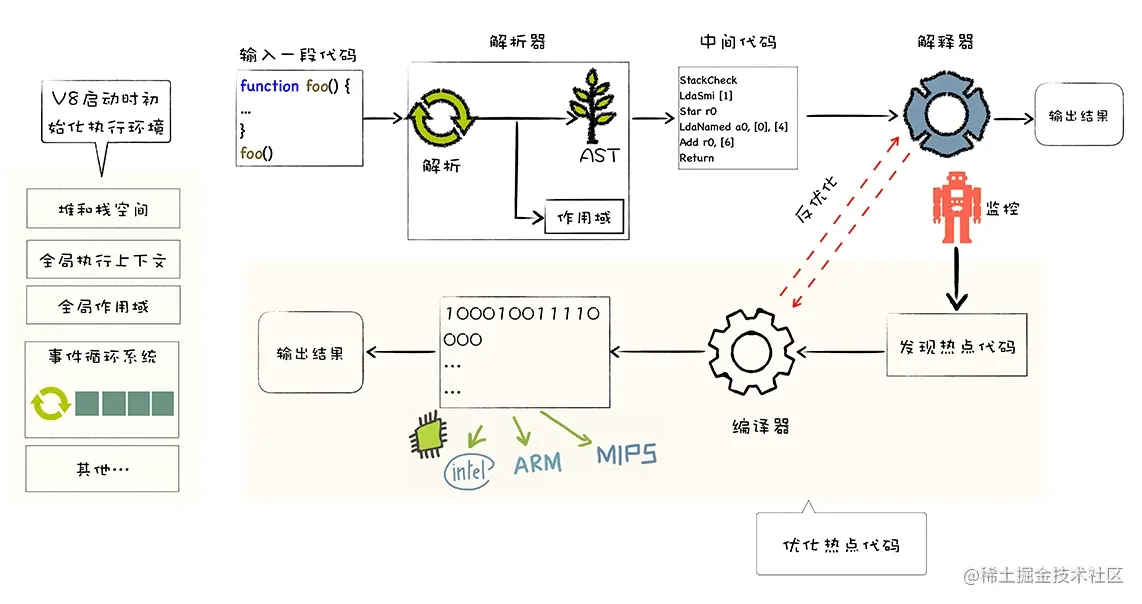 V8启动时初
始化执行环境
堆和栈空间
全局执行上下文
全局作用域
事件循环系统
其他...
输入一段代码
function foo() {
...
}
foo()
解析器
解析
AST
作用域
中间代码
StackCheck
LdaSmi [1]
Star r0
LdaNamed a0, [0], [4]
Add r0, [6]
Return
解释器
输出结果
监控
反优化
发现热点代码
编译器
10001001110
000
...
...
输出结果
intel
ARM
MIPS
优化热点代码
@稀土掘金技术社区